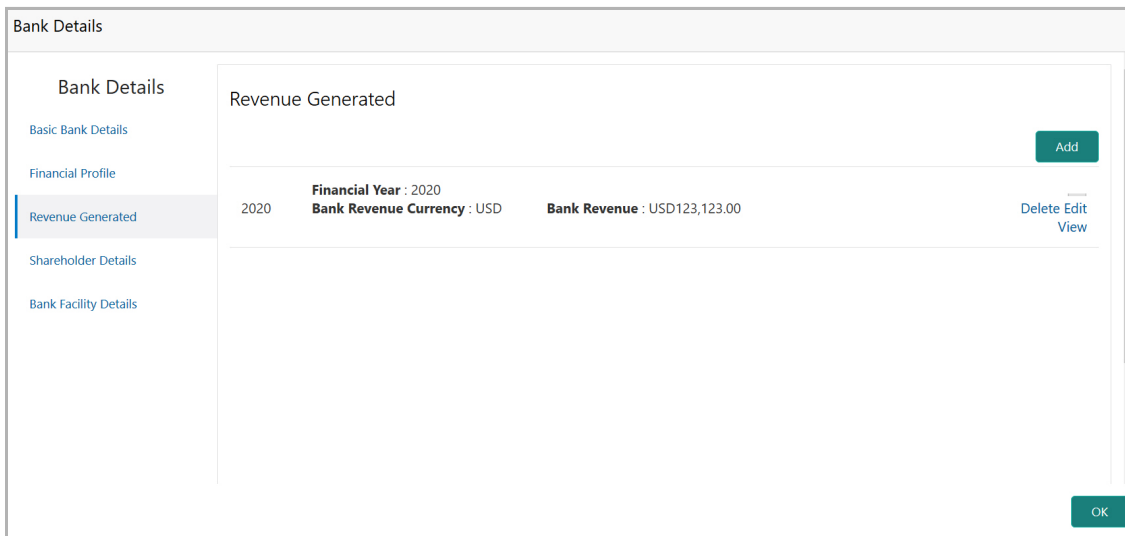 Bank Details
Bank Details
Basic Bank Details
Financial Profile
Revenue Generated
Shareholder Details
Bank Facility Details
Revenue Generated
Add
2020
Financial Year : 2020
Bank Revenue Currency : USD
Bank Revenue : USD123,123.00
Delete Edit
View
OK